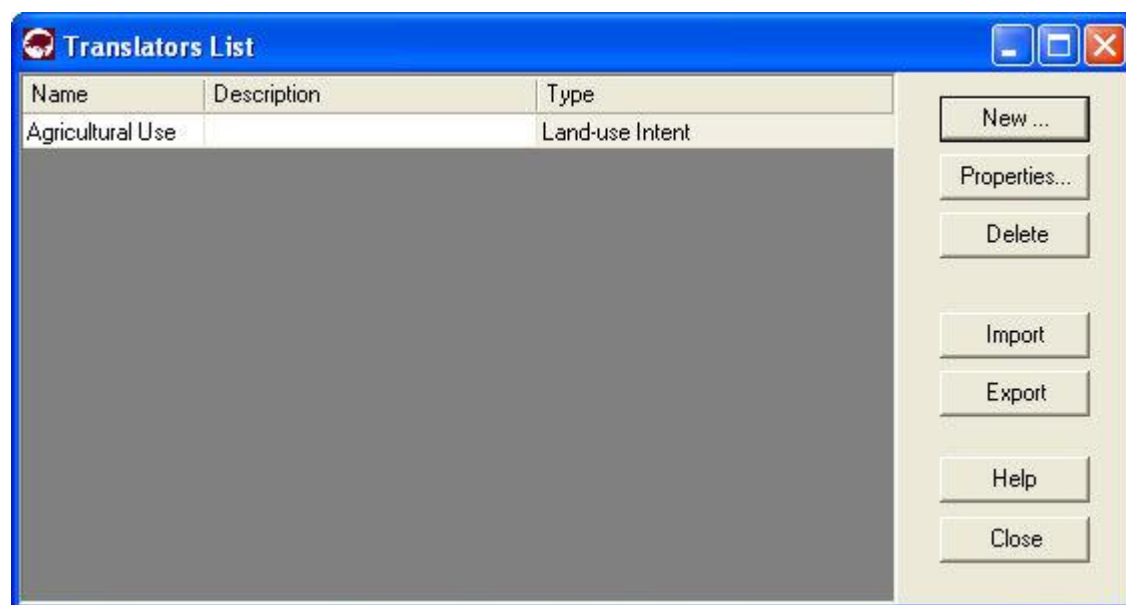 Translators List
Name Description Type
Agricultural Use Land-use Intent
New ...
Properties...
Delete
Import
Export
Help
Close